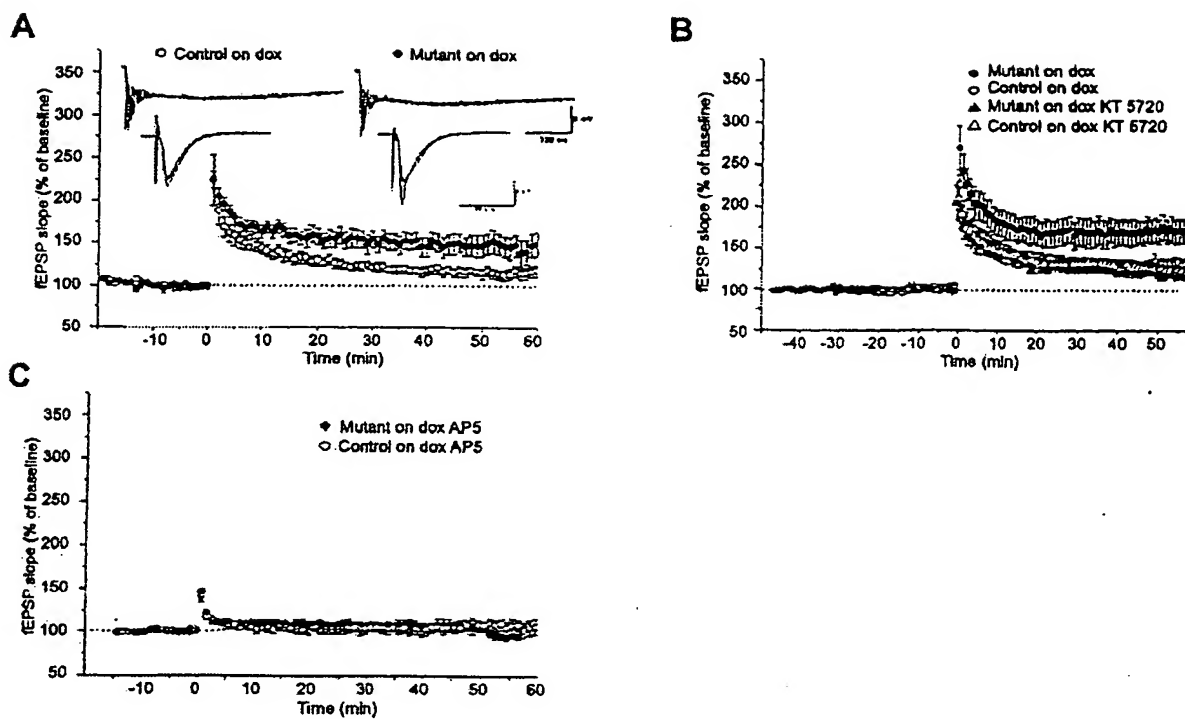 A
Control on dox
Mutant on dox
fEPSP slope (% of baseline)
350
300
250
200
150
100
50
-10 0 10 20 30 40 50 60
Time (min)
B
Mutant on dox
Control on dox
Mutant on dox KT 5720
Control on dox KT 5720
fEPSP slope (% of baseline)
350
300
250
200
150
100
50
-40 -30 -20 -10 0 10 20 30 40 50
Time (min)
C
Mutant on dox AP5
Control on dox AP5
fEPSP slope (% of baseline)
350
300
250
200
150
100
50
-10 0 10 20 30 40 50 60
Time (min)